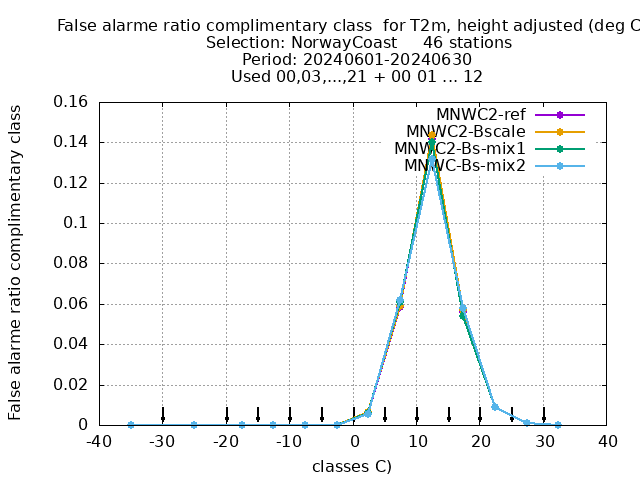 False alarme ratio complimentary class  for T2m, height adjusted (deg C
Selection: NorwayCoast     46 stations
Period: 20240601-20240630
Used 00,03,...,21 + 00 01 ... 12
False alarme ratio complimentary class
0.16
0.14
0.12
0.1
0.08
0.06
0.04
0.02
0
MNWC2-ref
MNWC2-Bscale
MNWC2-Bs-mix1
MNWC-Bs-mix2
-40 -30 -20 -10 0 10 20 30 40
classes C)